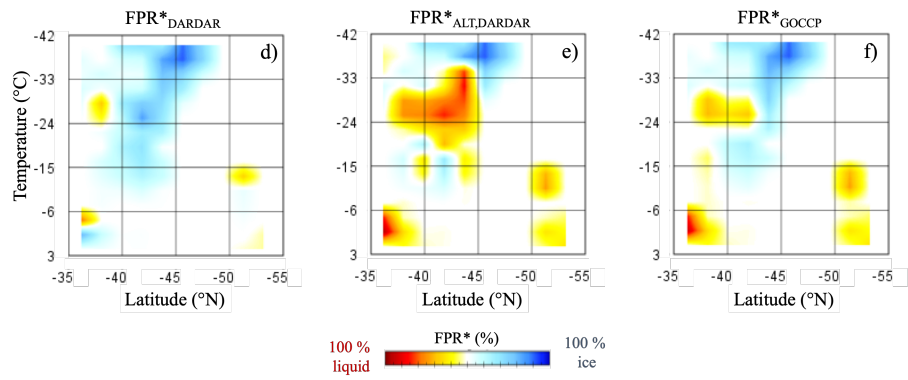 FPR*DARDAR
FPR*ALT,DARDAR
FPR*GOCCP
-42
-33
-24
-15
-6
3
Temperature (°C)
d)
-35 -40 -45 -50 -55
Latitude (°N)
-42
-33
-24
-15
-6
3
e)
-35 -40 -45 -50 -55
Latitude (°N)
-42
-33
-24
-15
-6
3
f)
-35 -40 -45 -50 -55
Latitude (°N)
FPR* (%)
100 %
liquid
100 %
ice